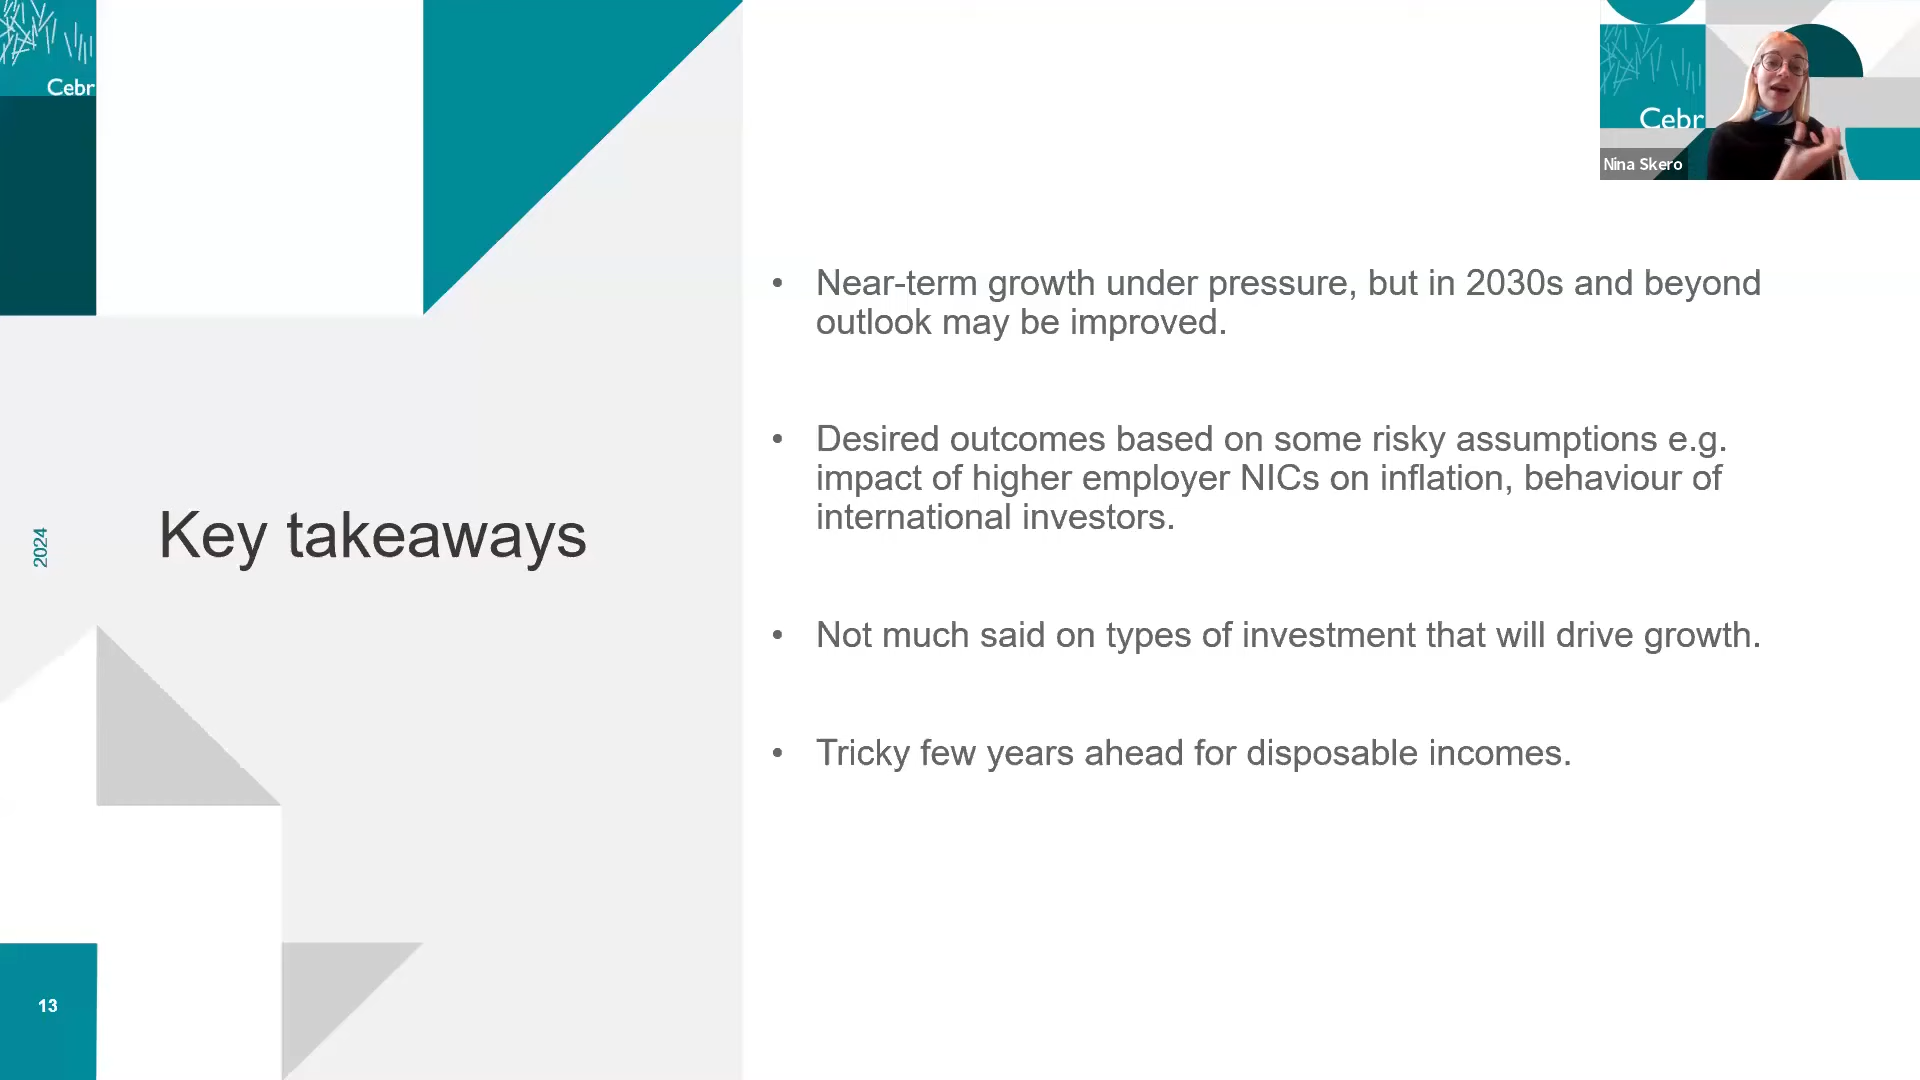 Cebr
Cebr
Nina Skero
2024
Key takeaways
• Near-term growth under pressure, but in 2030s and beyond
outlook may be improved.
• Desired outcomes based on some risky assumptions e.g.
impact of higher employer NICs on inflation, behaviour of
international investors.
• Not much said on types of investment that will drive growth.
• Tricky few years ahead for disposable incomes.
13